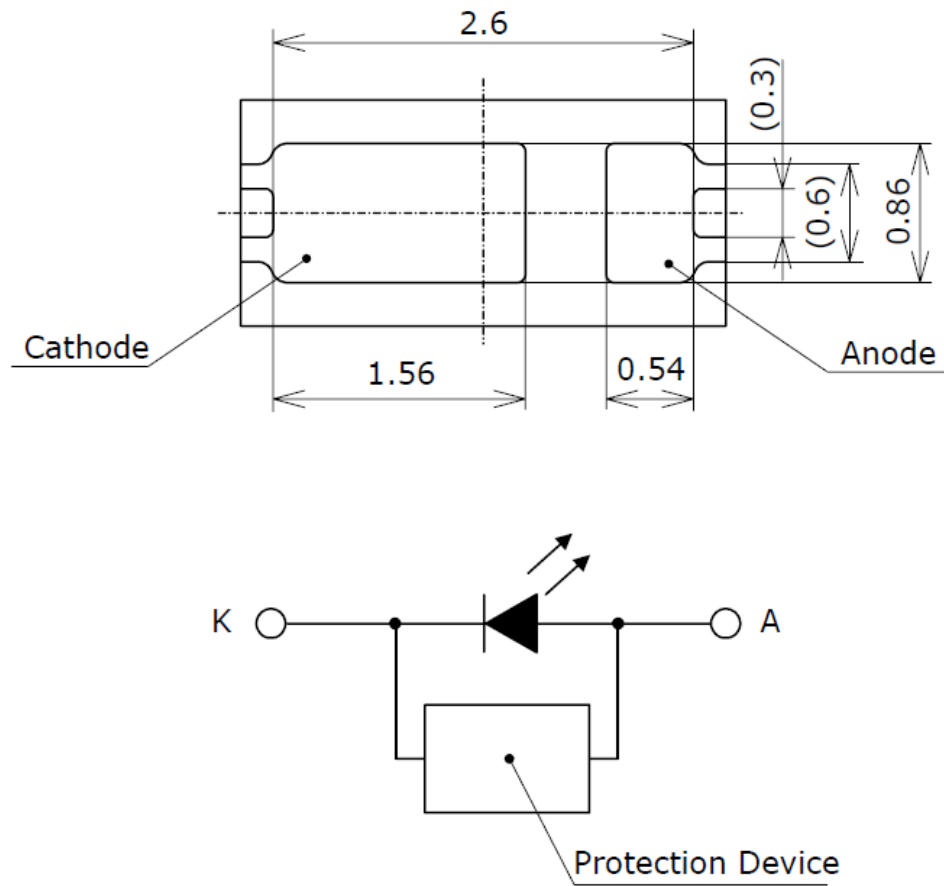 2.6
(0.3)
(0.6)
0.86
Cathode
1.56
0.54
Anode
K
A
Protection Device